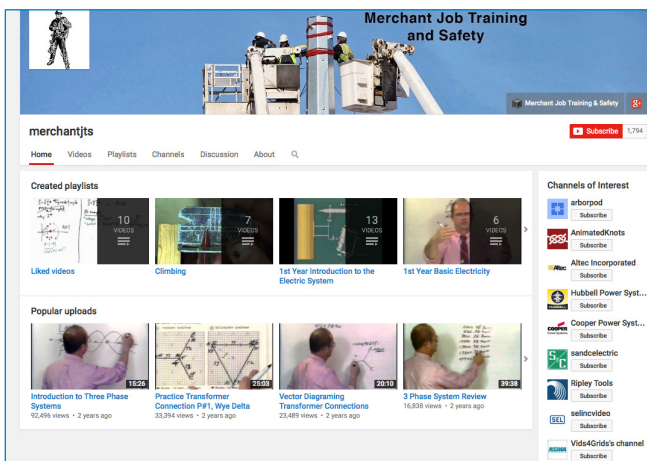 Merchant Job Training
and Safety
Merchant Job Training & Safety
merchantjts
Subscribe 1,794
Home Videos Playlists Channels Discussion About
Created playlists
10
VIDEOS
7
VIDEOS
13
VIDEOS
6
VIDEOS
Liked videos
Climbing
1st Year Introduction to the
Electric System
1st Year Basic Electricity
Popular uploads
15:26
25:03
20:10
39:38
Introduction to Three Phase
Systems
92,496 views • 2 years ago
Practice Transformer
Connection P#1, Wye Delta
33,394 views • 2 years ago
Vector Diagraming
Transformer Connections
23,489 views • 2 years ago
3 Phase System Review
16,838 views • 2 years ago
Channels of Interest
arborpod
Subscribe
AnimatedKnots
Subscribe
Altec
Altec Incorporated
Subscribe
HUBBELL
Hubbell Power Syst...
Subscribe
COOPER
Cooper Power Syst...
Subscribe
sandcelectric
Subscribe
Ripley Tools
Subscribe
SEL
selincvideo
Subscribe
Vids4Grids's channel
Subscribe